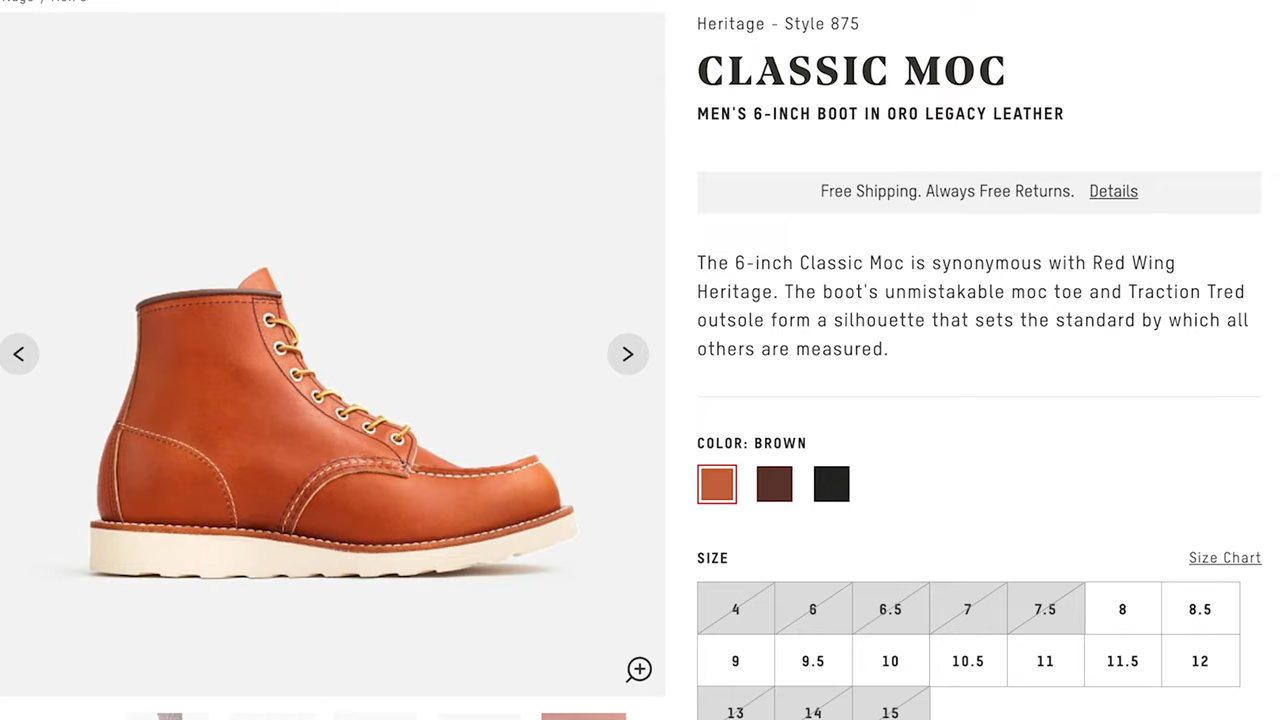 Heritage - Style 875
CLASSIC MOC
MEN'S 6-INCH BOOT IN ORO LEGACY LEATHER
Free Shipping. Always Free Returns. Details
The 6-inch Classic Moc is synonymous with Red Wing
Heritage. The boot's unmistakable moc toe and Traction Tred
outsole form a silhouette that sets the standard by which all
others are measured.
COLOR: BROWN
SIZE Size Chart
4 6 6.5 7 7.5 8 8.5
9 9.5 10 10.5 11 11.5 12
13 14 15